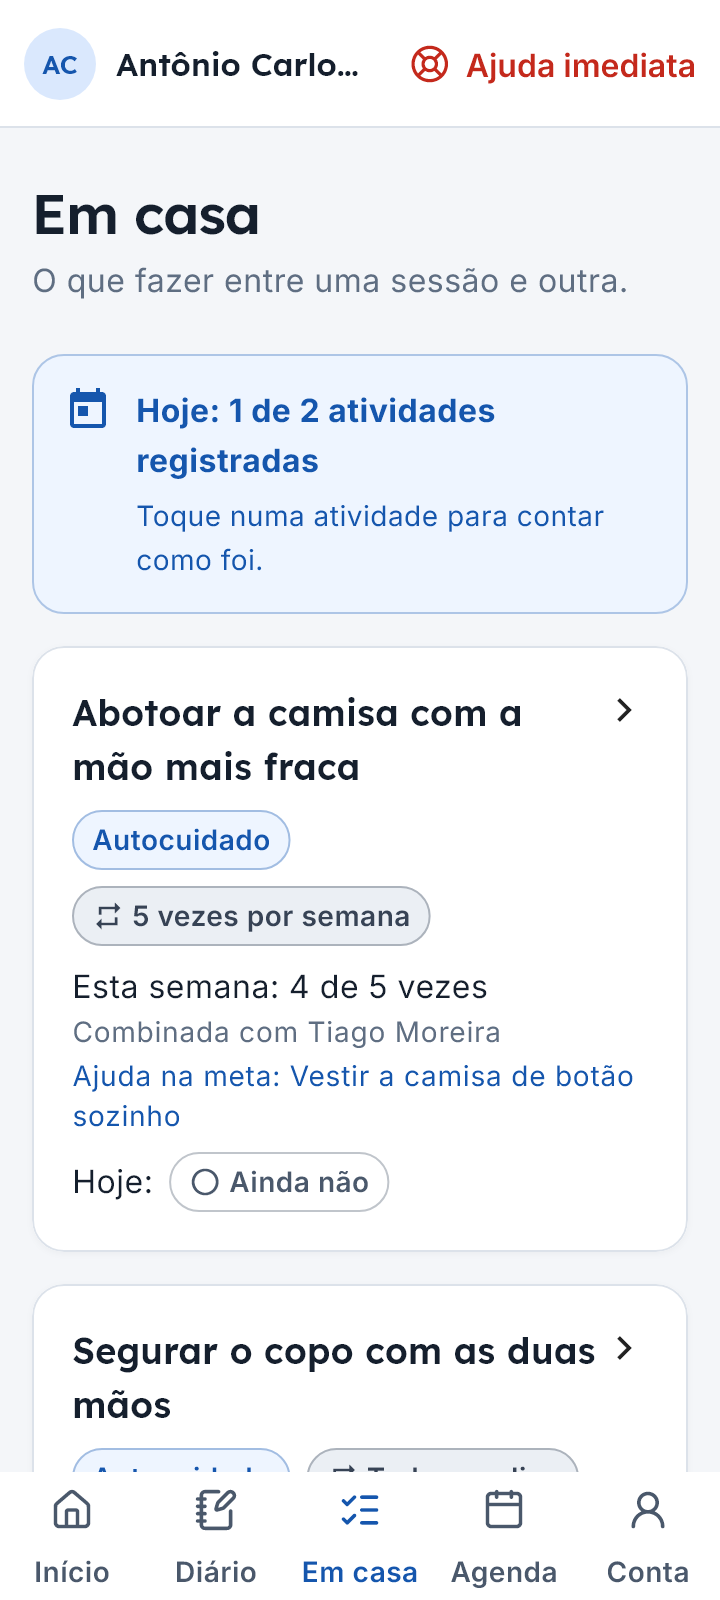 AC
Antônio Carlo...
Ajuda imediata
Em casa
O que fazer entre uma sessão e outra.
Hoje: 1 de 2 atividades
registradas
Toque numa atividade para contar
como foi.
Abotoar a camisa com a
mão mais fraca
Autocuidado
5 vezes por semana
Esta semana: 4 de 5 vezes
Combinada com Tiago Moreira
Ajuda na meta: Vestir a camisa de botão
sozinho
Hoje: Ainda não
Segurar o copo com as duas
mãos
Início
Diário
Em casa
Agenda
Conta